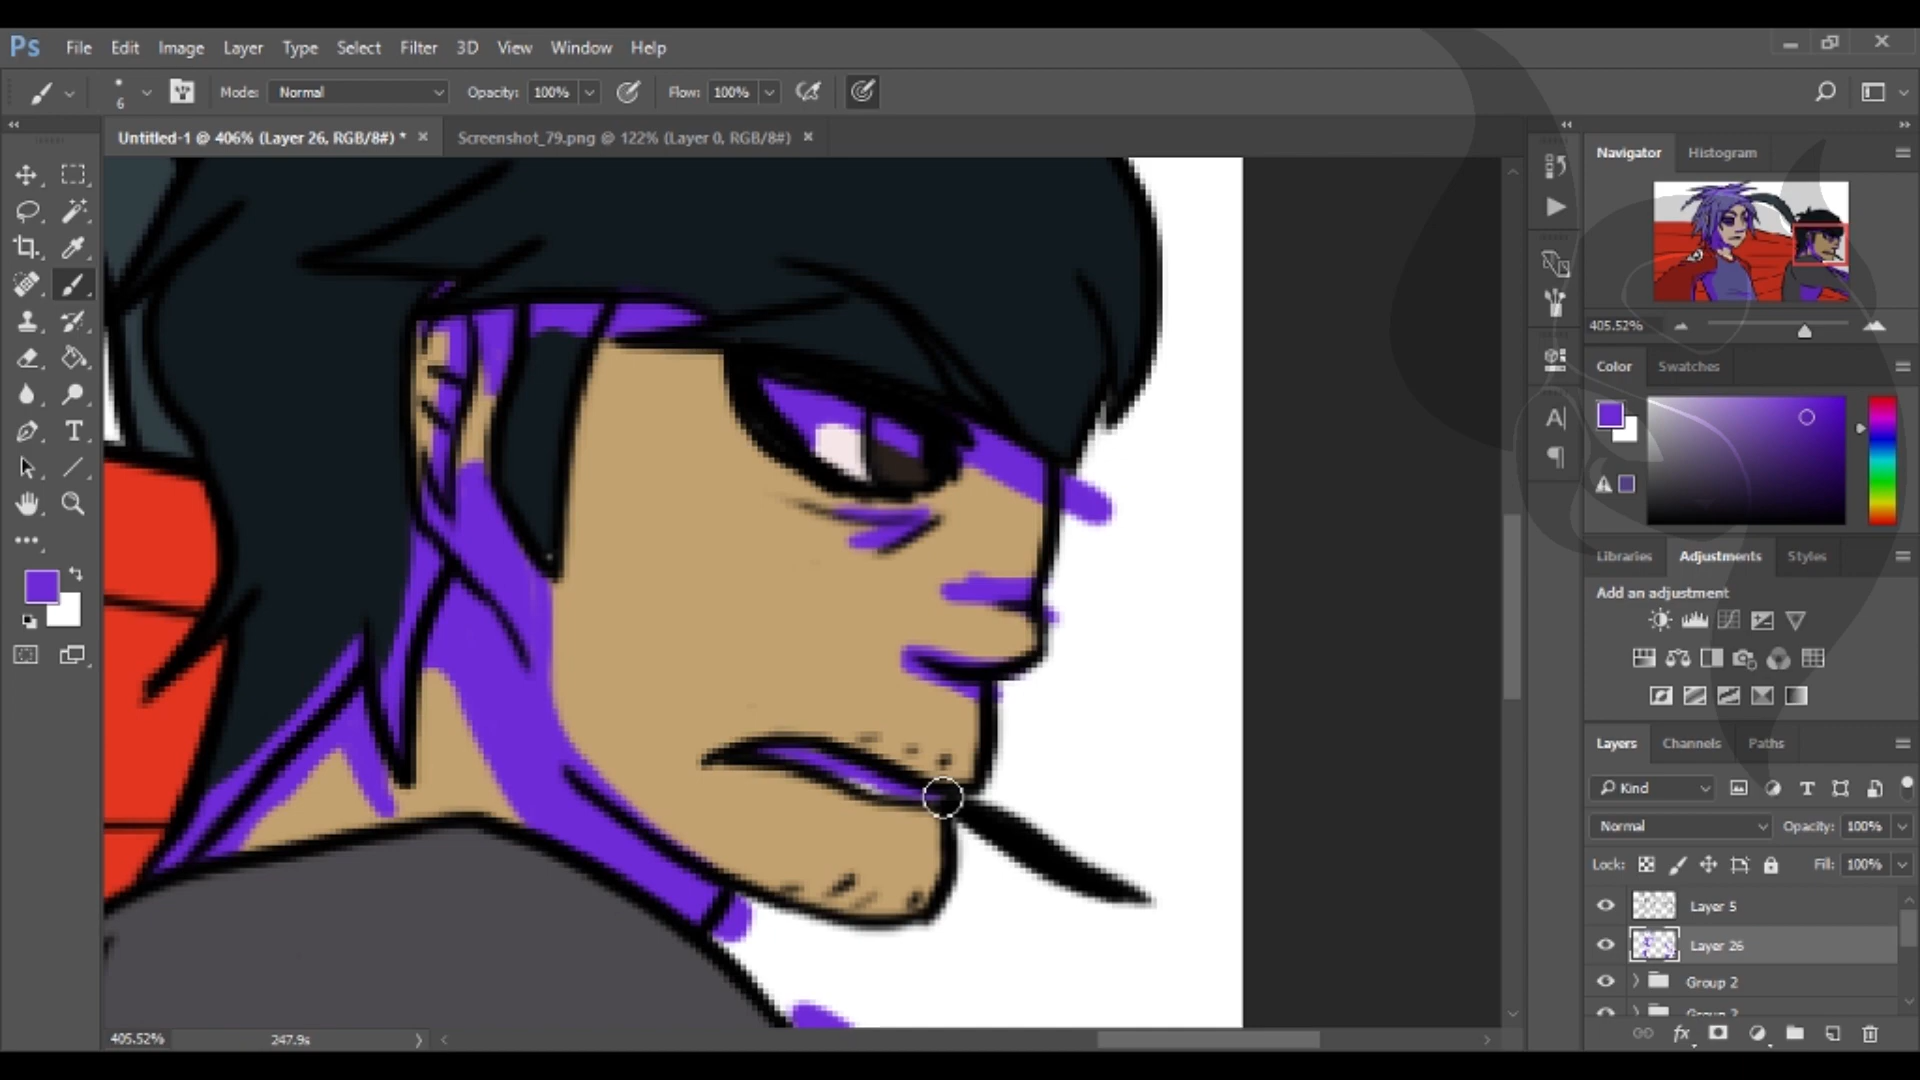 Ps File Edit Image Layer Type Select Filter 3D View Window Help
6 Mode: Normal Opacity: 100% Flow: 100%
Untitled-1 @ 406% (Layer 26, RGB/8#) * Screenshot_79.png @ 122% (Layer 0, RGB/8#)
Navigator Histogram
405.52%
Color Swatches
Libraries Adjustments Styles
Add an adjustment
Layers Channels Paths
Kind
Normal Opacity: 100%
Lock: Fill: 100%
Layer 5
Layer 26
Group 2
405.52% 247.9s